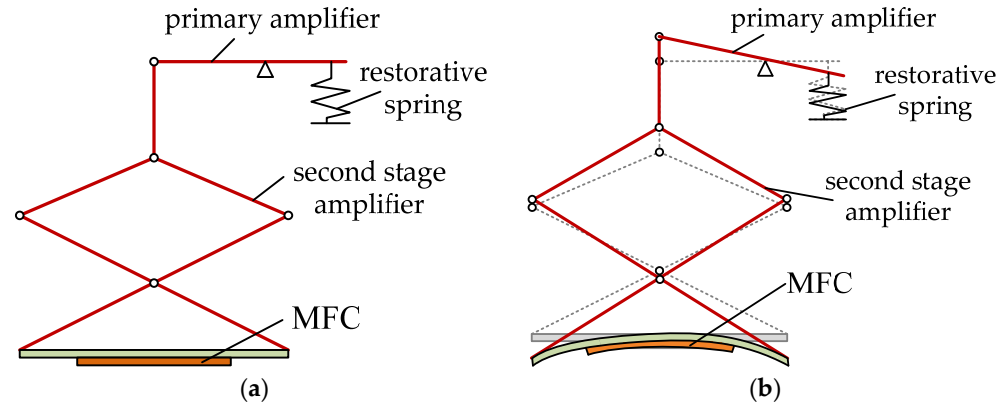 primary amplifier
restorative
spring
second stage
amplifier
MFC
(a)
primary amplifier
restorative
spring
second stage
amplifier
MFC
(b)